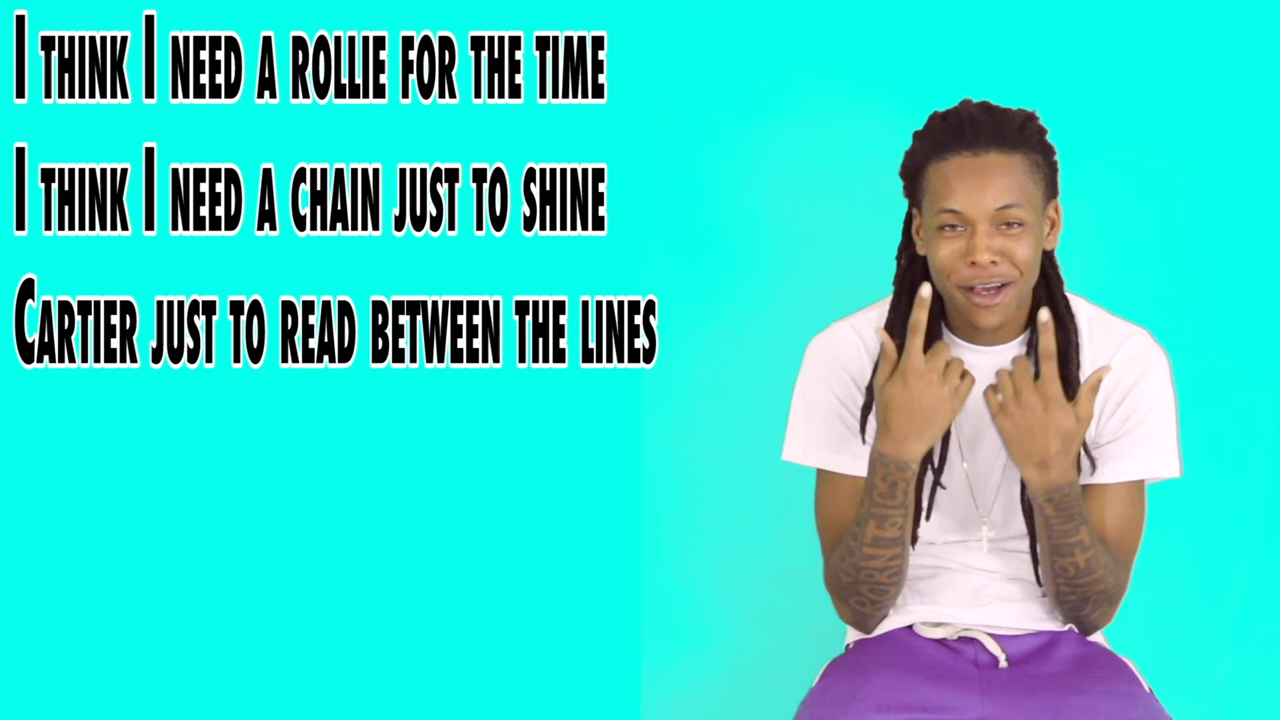 I think I need a rollie for the time
I think I need a chain just to shine
Cartier just to read between the lines